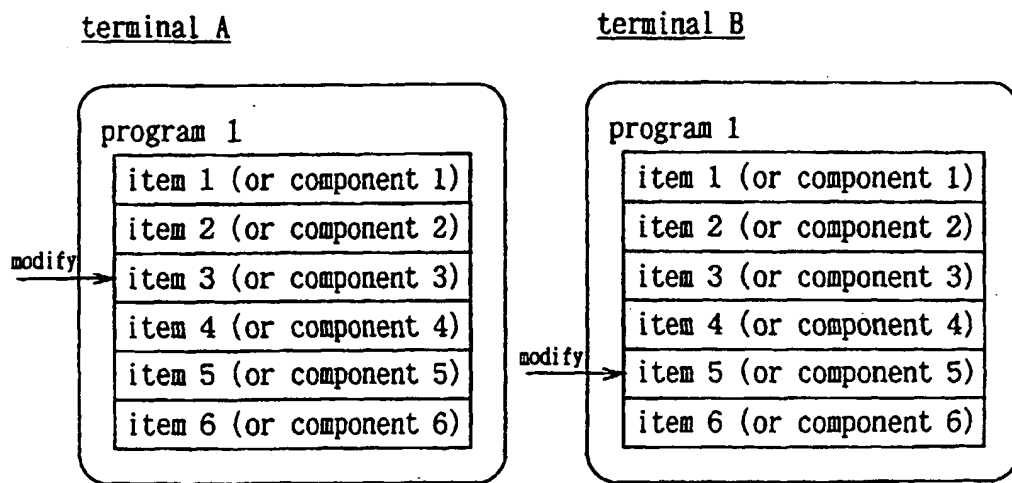 terminal A
program 1
item 1 (or component 1)
item 2 (or component 2)
modify
item 3 (or component 3)
item 4 (or component 4)
item 5 (or component 5)
item 6 (or component 6)
terminal B
program 1
item 1 (or component 1)
item 2 (or component 2)
item 3 (or component 3)
item 4 (or component 4)
modify
item 5 (or component 5)
item 6 (or component 6)